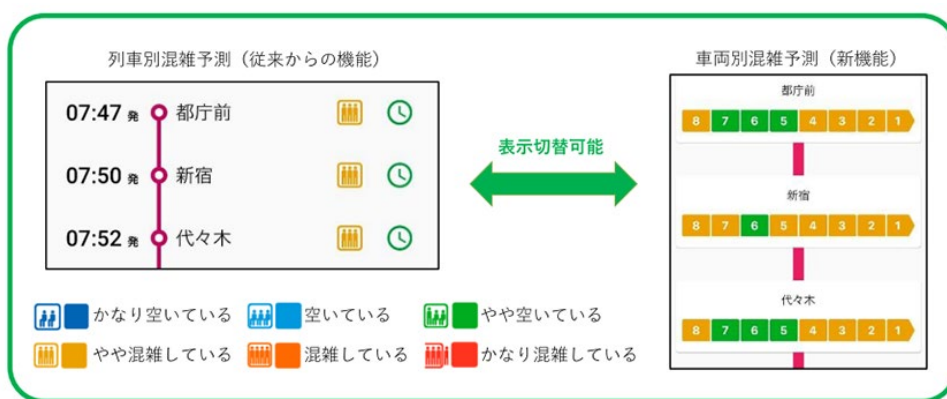 列車別混雑予測（従来からの機能）
07:47 発 都庁前
07:50 発 新宿
07:52 発 代々木
表示切替可能
車両別混雑予測（新機能）
都庁前
8 7 6 5 4 3 2 1
新宿
8 7 6 5 4 3 2 1
代々木
8 7 6 5 4 3 2 1
かなり空いている 空いている やや空いている
やや混雑している 混雑している かなり混雑している